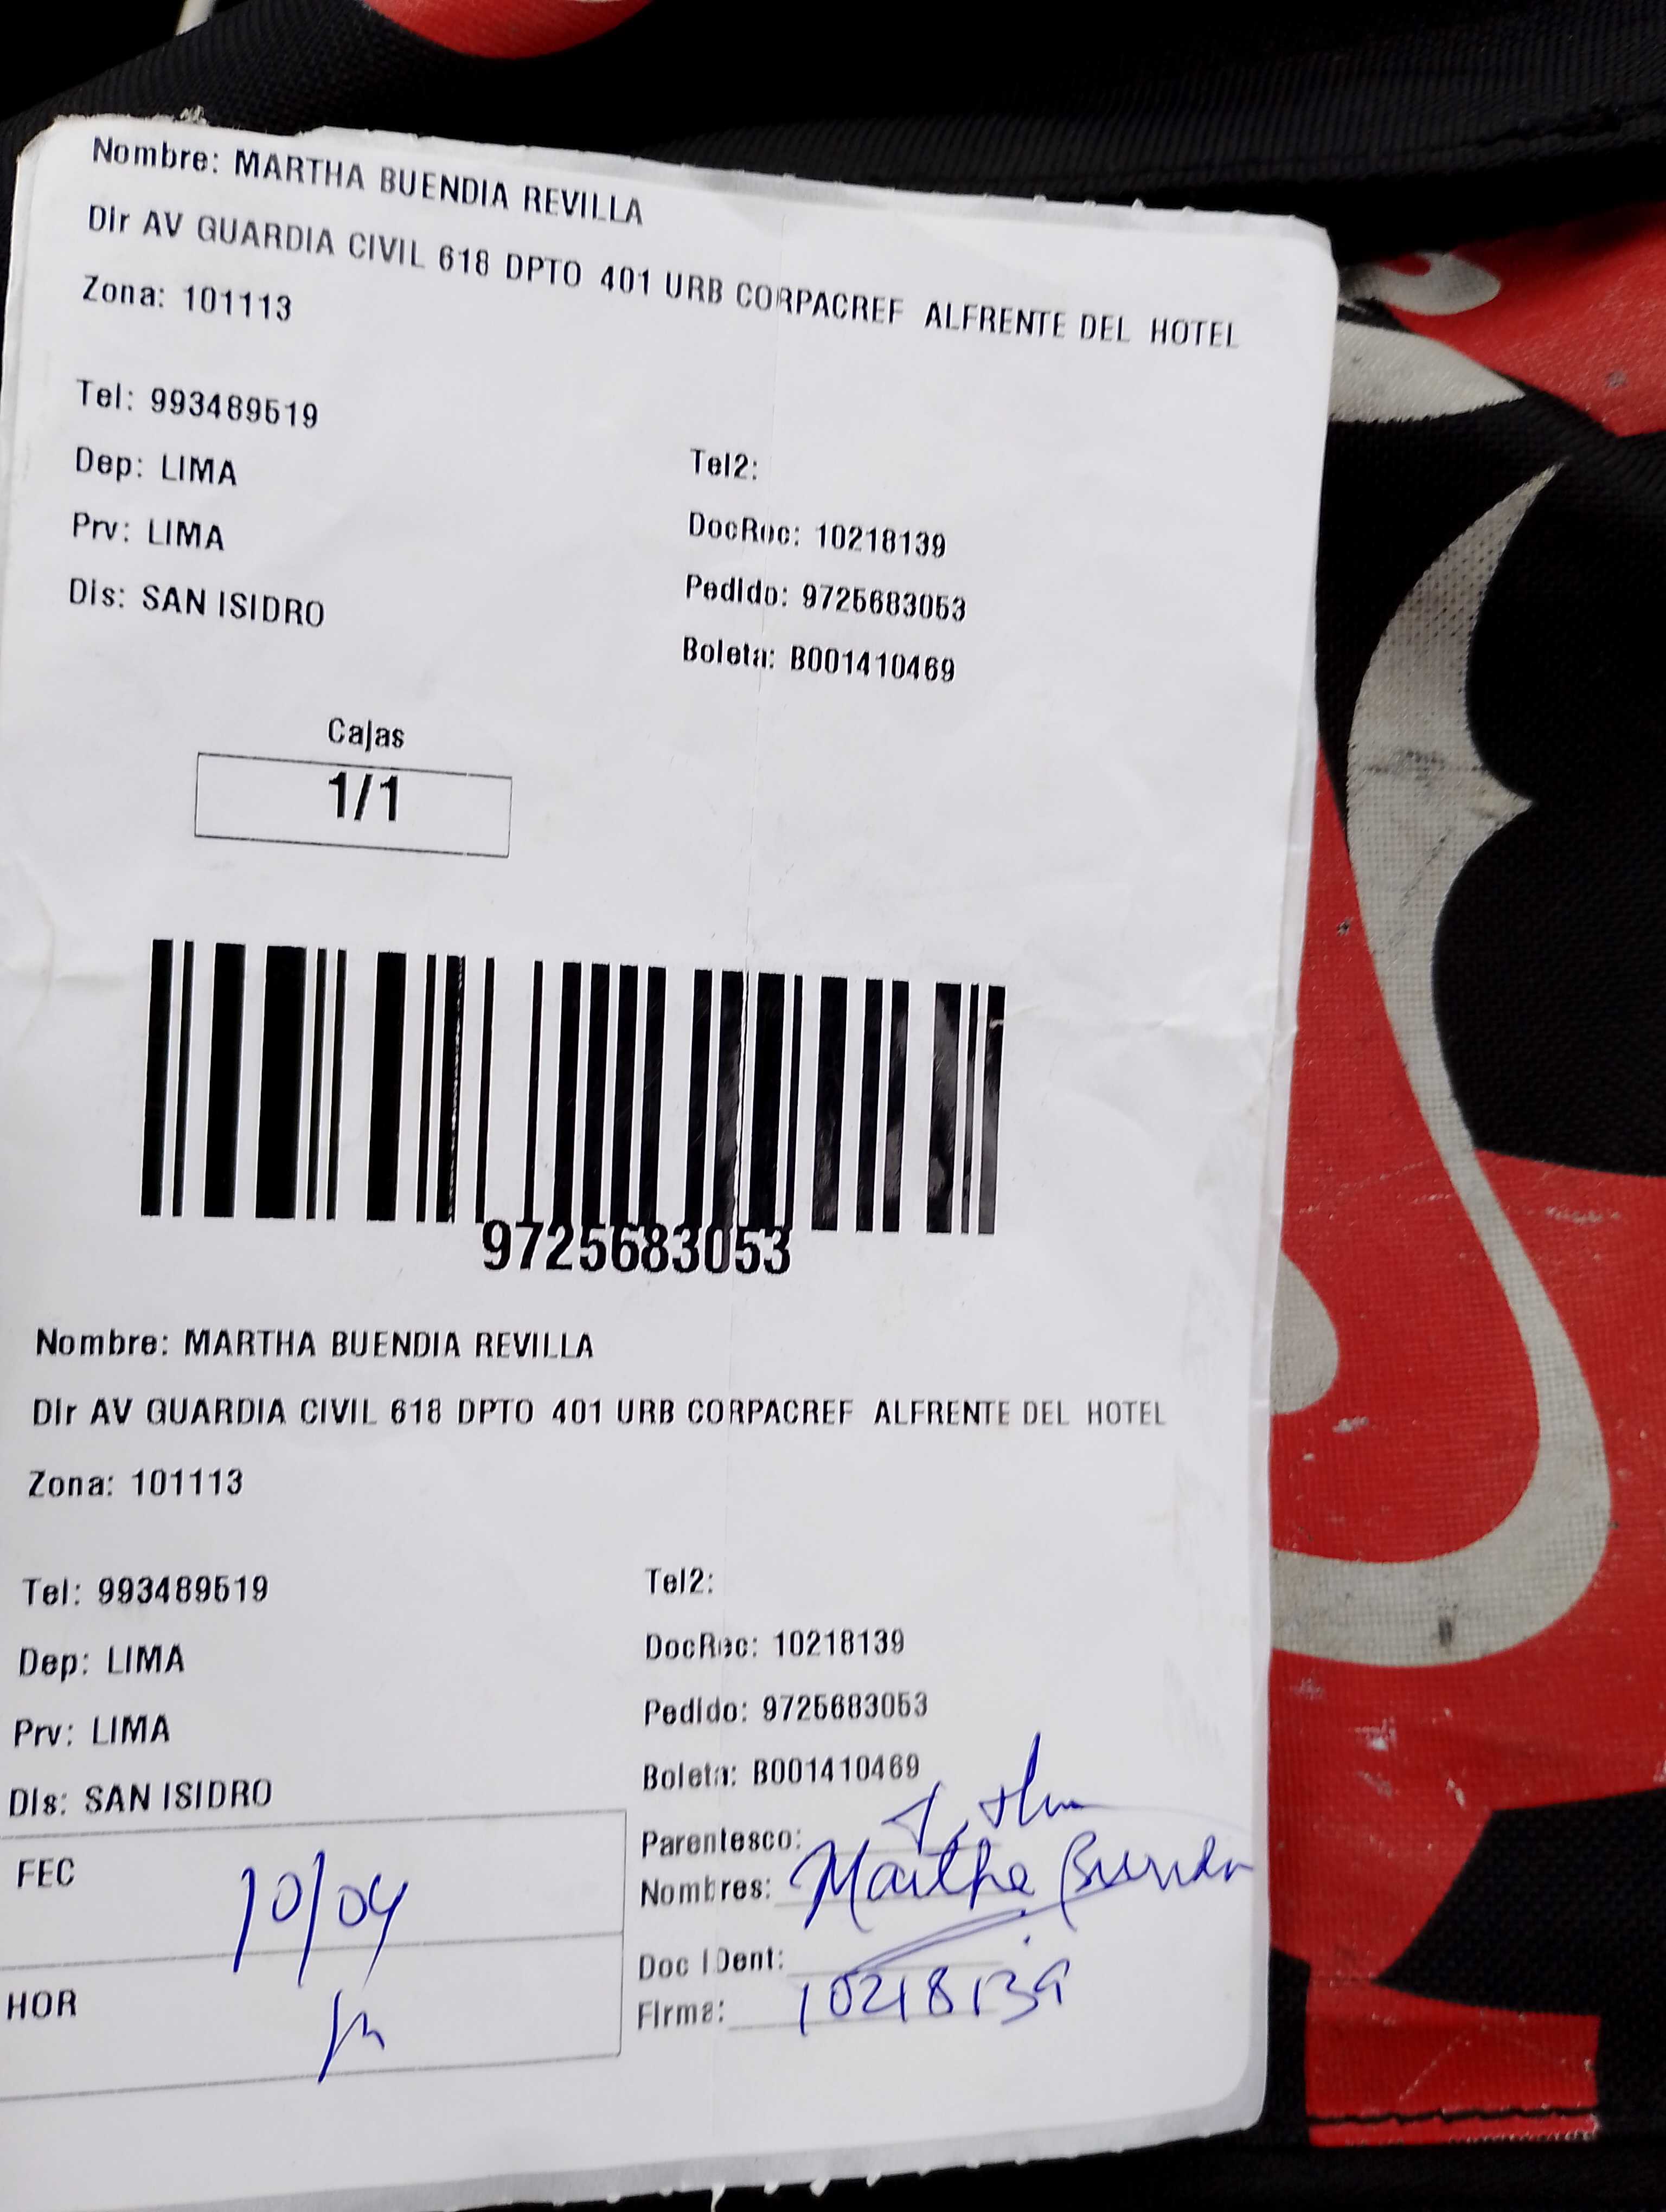 Nombre: MARTHA BUENDIA REVILLA
Dir AV GUARDIA CIVIL 618 DPTO 401 URB CORPACREF ALFRENTE DEL HOTEL
Zona: 101113
Tel: 993489519
Dep: LIMA
Tel2:
Prv: LIMA
DocRec: 10218139
Dis: SAN ISIDRO
Pedido: 9725683053
Boleta: B001410469
Cajas
1/1
9725683053
Nombre: MARTHA BUENDIA REVILLA
Dir AV GUARDIA CIVIL 618 DPTO 401 URB CORPACREF ALFRENTE DEL HOTEL
Zona: 101113
Tel: 993489519
Tel2:
Dep: LIMA
DocRec: 10218139
Prv: LIMA
Pedido: 9725683053
Dis: SAN ISIDRO
Boleta: B001410469
Parentesco:
FEC 10/04
Nombres: Martha Buendia
Doc IDent:
HOR
Firma: 10218139